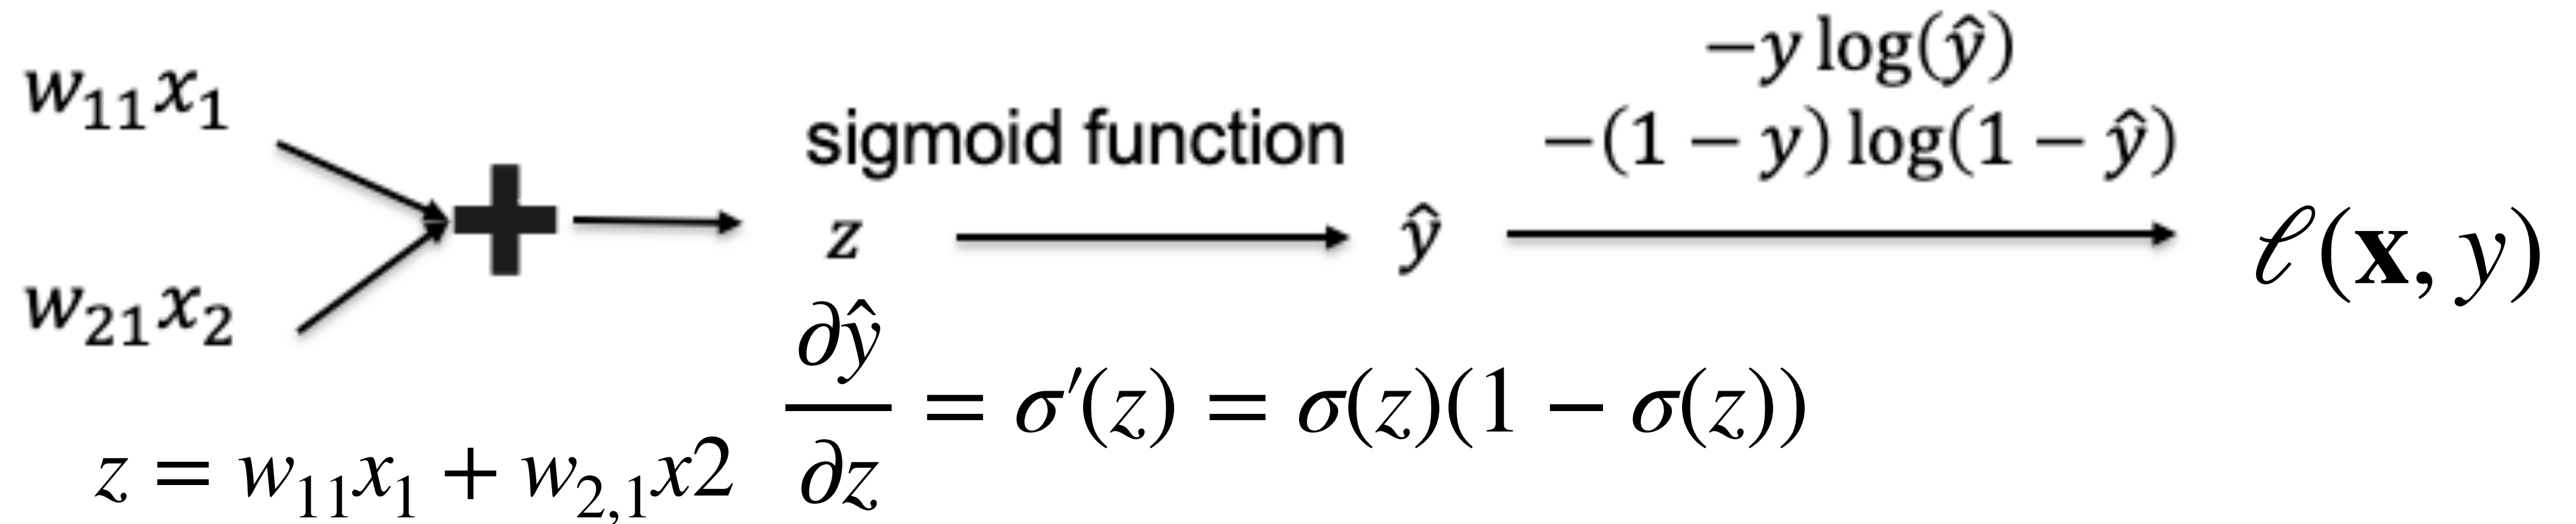 w₁₁x₁
w₂₁x₂
sigmoid function
z
ŷ
−y log(ŷ)
−(1 − y) log(1 − ŷ)
ℓ(𝐱, y)
z = w₁₁x₁ + w₂,₁x2
∂ŷ/∂z = σ′(z) = σ(z)(1 − σ(z))